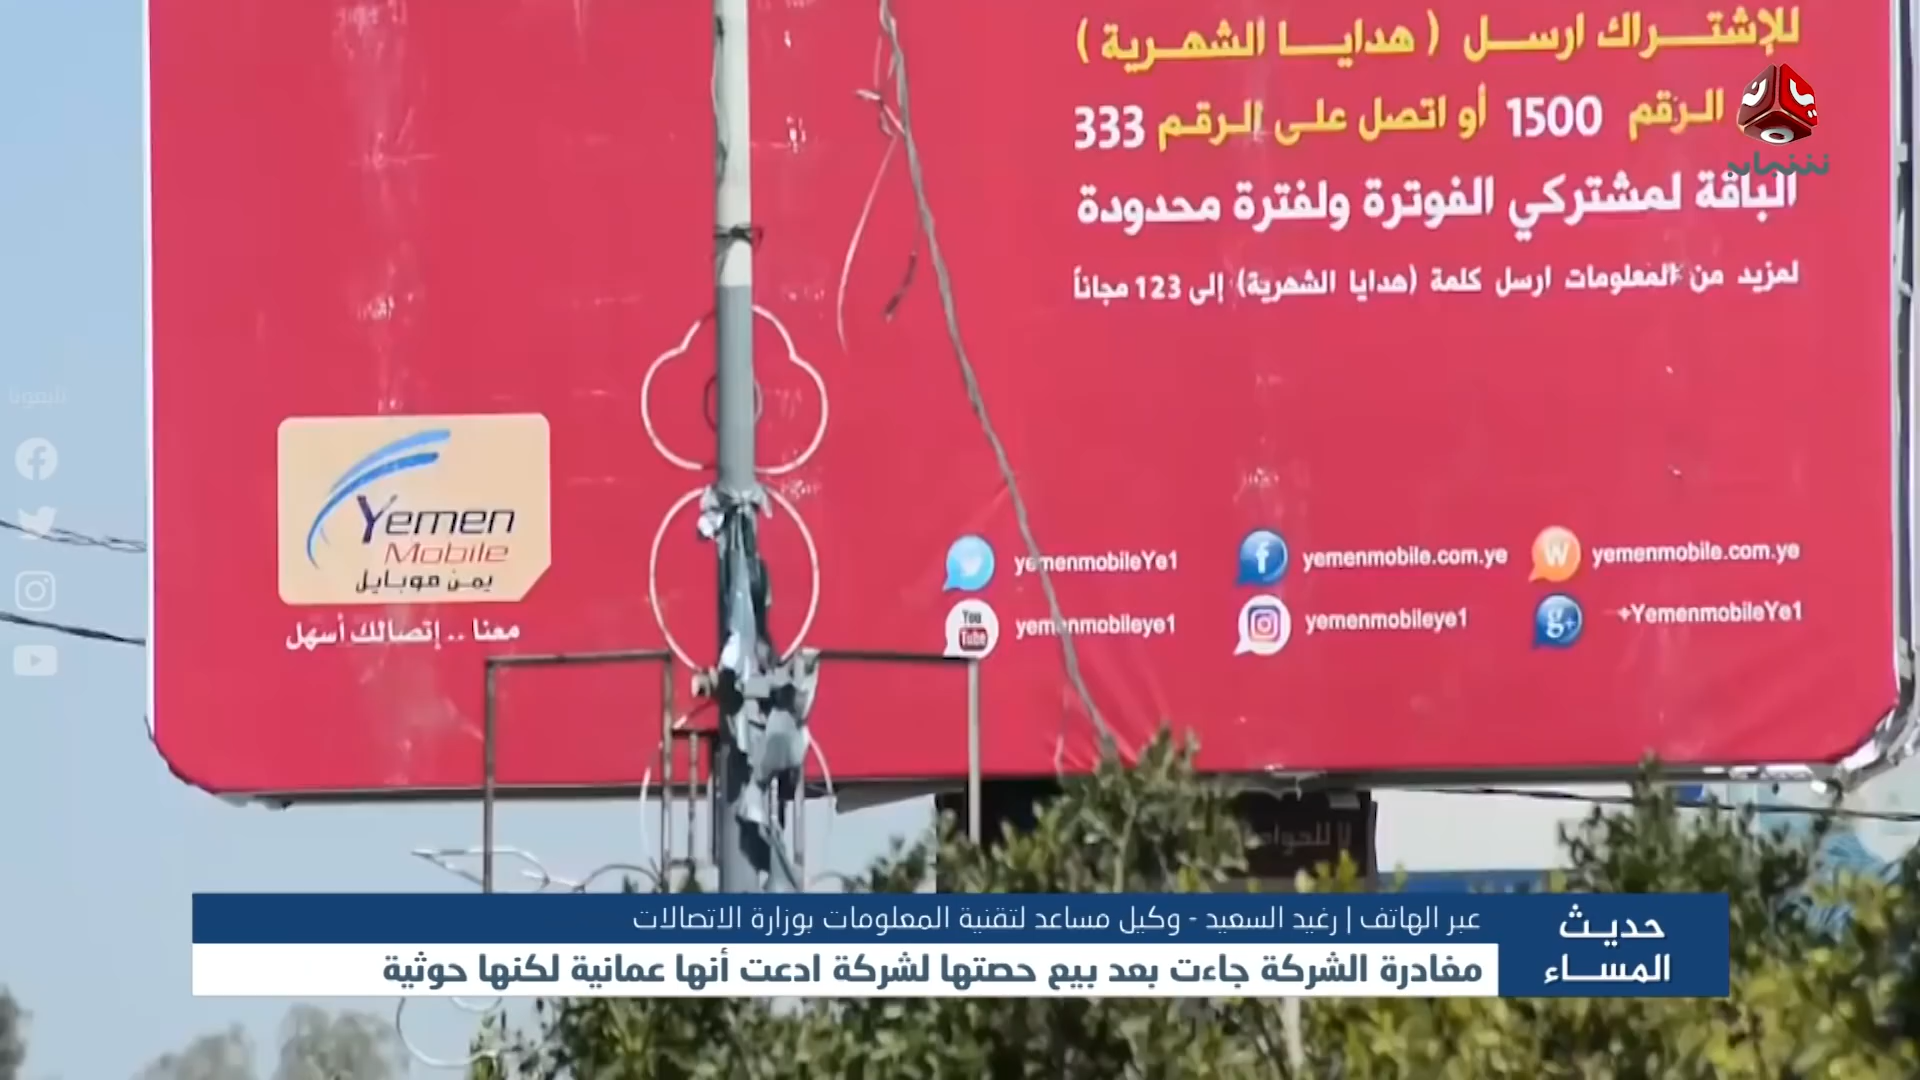 للإشتراك ارسل ( هدايا الشهرية )
الرقم 1500 أو اتصل على الرقم 333
الباقة لمشتركي الفوترة ولفترة محدودة
لمزيد من المعلومات ارسل كلمة (هدايا الشهرية) إلى 123 مجاناً
تابعونا
Yemen
Mobile
يمن موبايل
معنا .. إتصالك أسهل
yemenmobileYe1
yemenmobile.com.ye
yemenmobile.com.ye
You
Tube
yemenmobileye1
yemenmobileye1
+YemenmobileYe1
عبر الهاتف | رغيد السعيد - وكيل مساعد لتقنية المعلومات بوزارة الاتصالات
مغادرة الشركة جاءت بعد بيع حصتها لشركة ادعت أنها عمانية لكنها حوثية
حديث
المساء